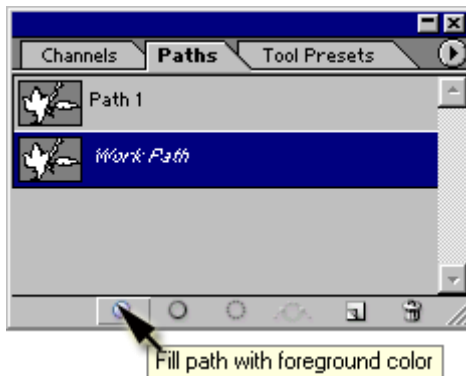 Channels Paths Tool Presets
Path 1
Work Path
Fill path with foreground color